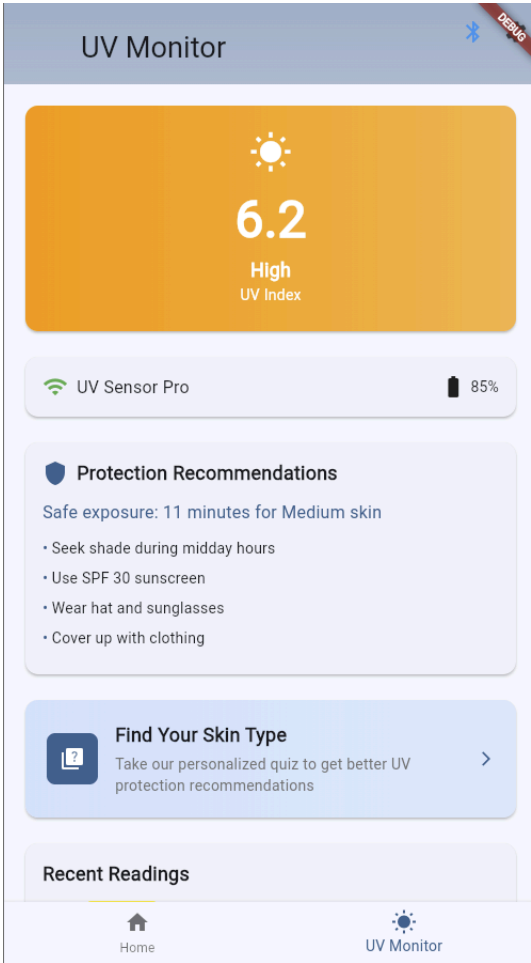 UV Monitor
DEBUG
6.2
High
UV Index
UV Sensor Pro
85%
Protection Recommendations
Safe exposure: 11 minutes for Medium skin
• Seek shade during midday hours
• Use SPF 30 sunscreen
• Wear hat and sunglasses
• Cover up with clothing
?
Find Your Skin Type
Take our personalized quiz to get better UV
protection recommendations
Recent Readings
Home
UV Monitor